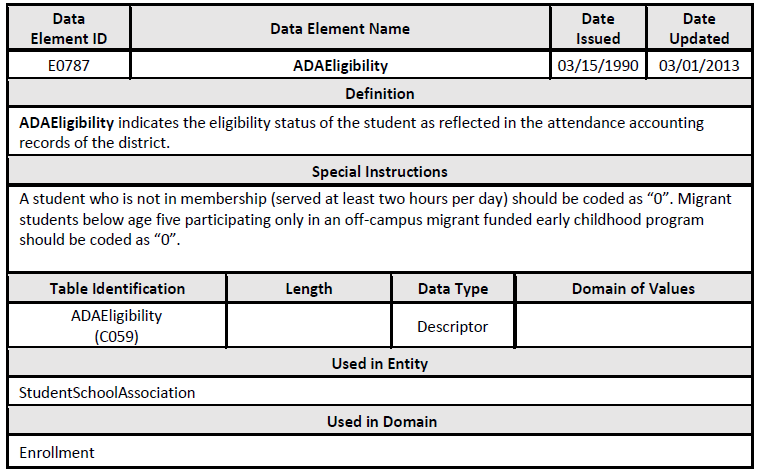 Data Element ID
Data Element Name
Date Issued
Date Updated
E0787
ADAEligibility
03/15/1990
03/01/2013
Definition
ADAEligibility indicates the eligibility status of the student as reflected in the attendance accounting
records of the district.
Special Instructions
A student who is not in membership (served at least two hours per day) should be coded as “0”. Migrant
students below age five participating only in an off-campus migrant funded early childhood program
should be coded as “0”.
Table Identification
Length
Data Type
Domain of Values
ADAEligibility
(C059)
Descriptor
Used in Entity
StudentSchoolAssociation
Used in Domain
Enrollment